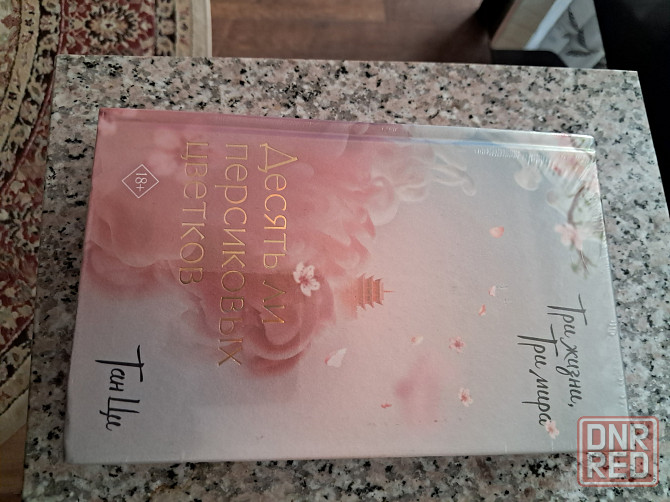 Три жизни,
Три мира
Десять ли
персиковых
цветков
18+
Тан Ци
DNR
RED